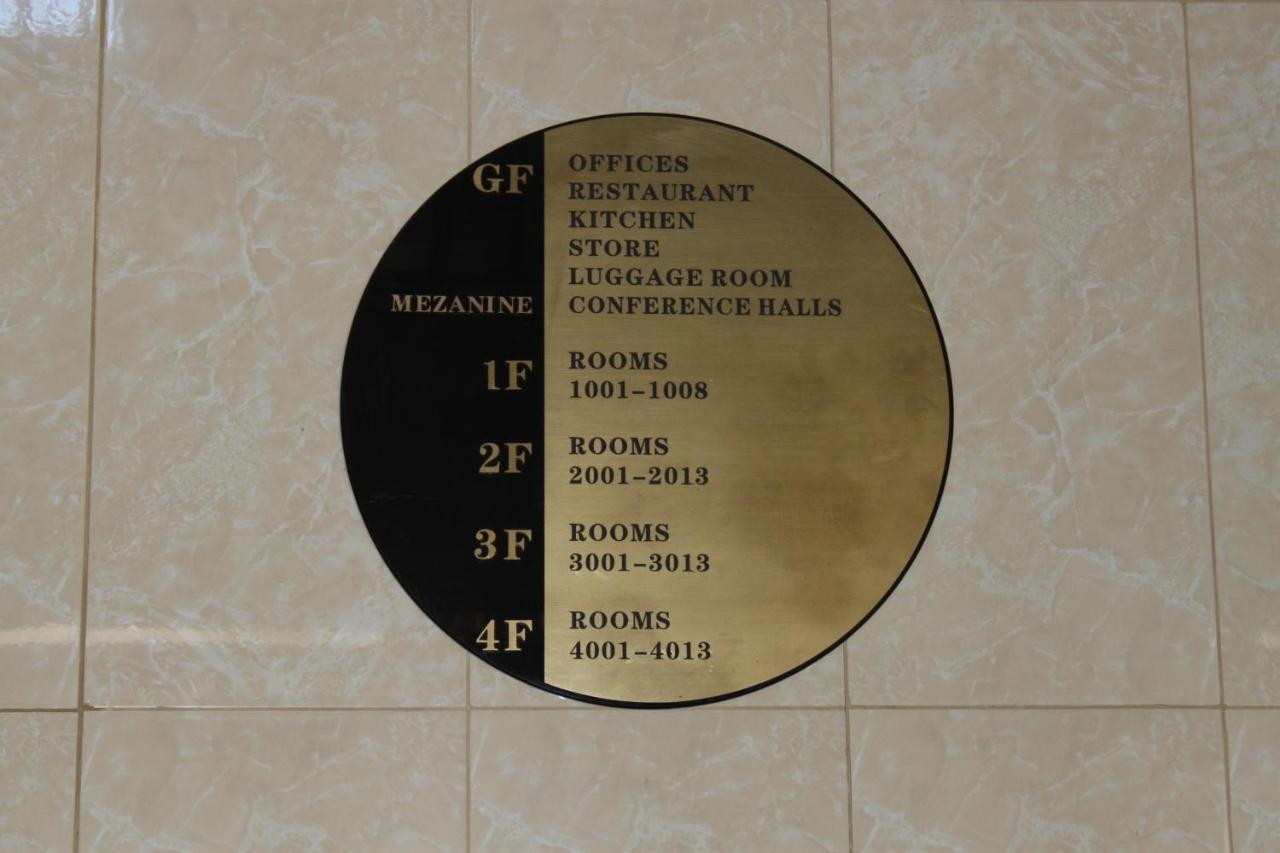 GF OFFICES
RESTAURANT
KITCHEN
STORE
LUGGAGE ROOM
MEZANINE CONFERENCE HALLS
1F ROOMS
1001-1008
2F ROOMS
2001-2013
3F ROOMS
3001-3013
4F ROOMS
4001-4013